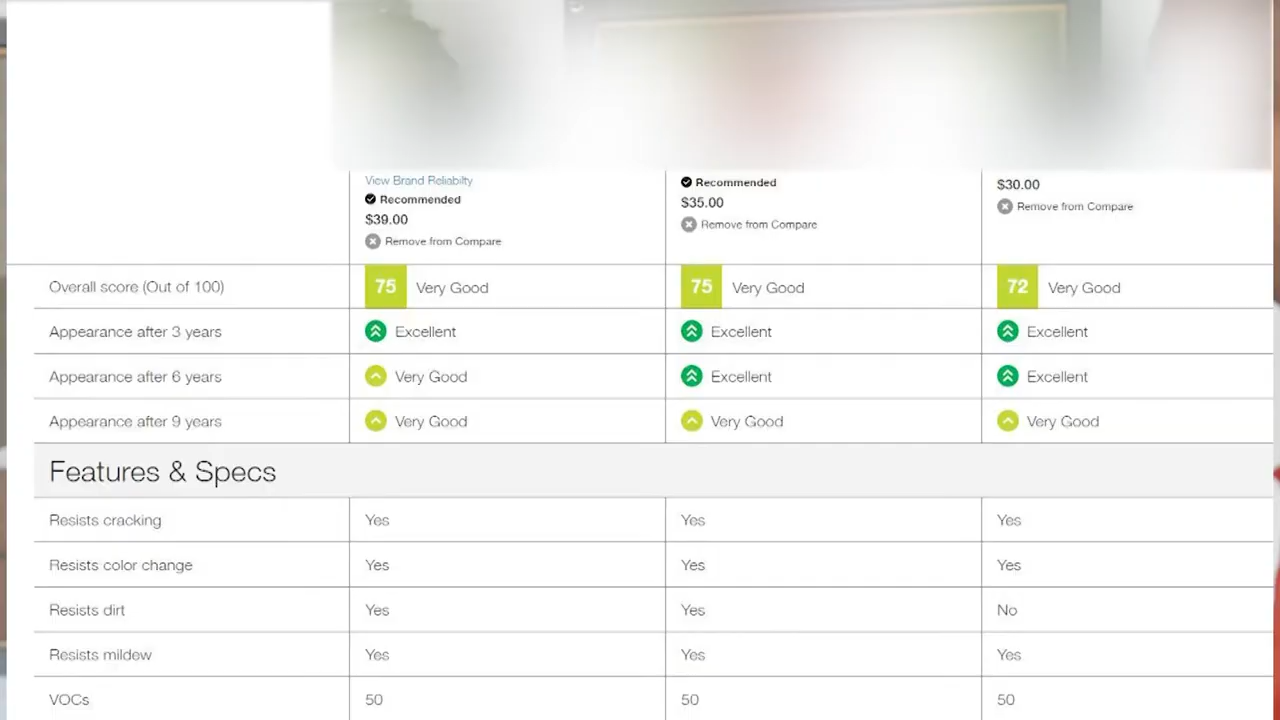 View Brand Reliabilty
Recommended
$39.00
Remove from Compare
Recommended
$35.00
Remove from Compare
$30.00
Remove from Compare
Overall score (Out of 100) 75 Very Good 75 Very Good 72 Very Good
Appearance after 3 years Excellent Excellent Excellent
Appearance after 6 years Very Good Excellent Excellent
Appearance after 9 years Very Good Very Good Very Good
Features & Specs
Resists cracking Yes Yes Yes
Resists color change Yes Yes Yes
Resists dirt Yes Yes No
Resists mildew Yes Yes Yes
VOCs 50 50 50